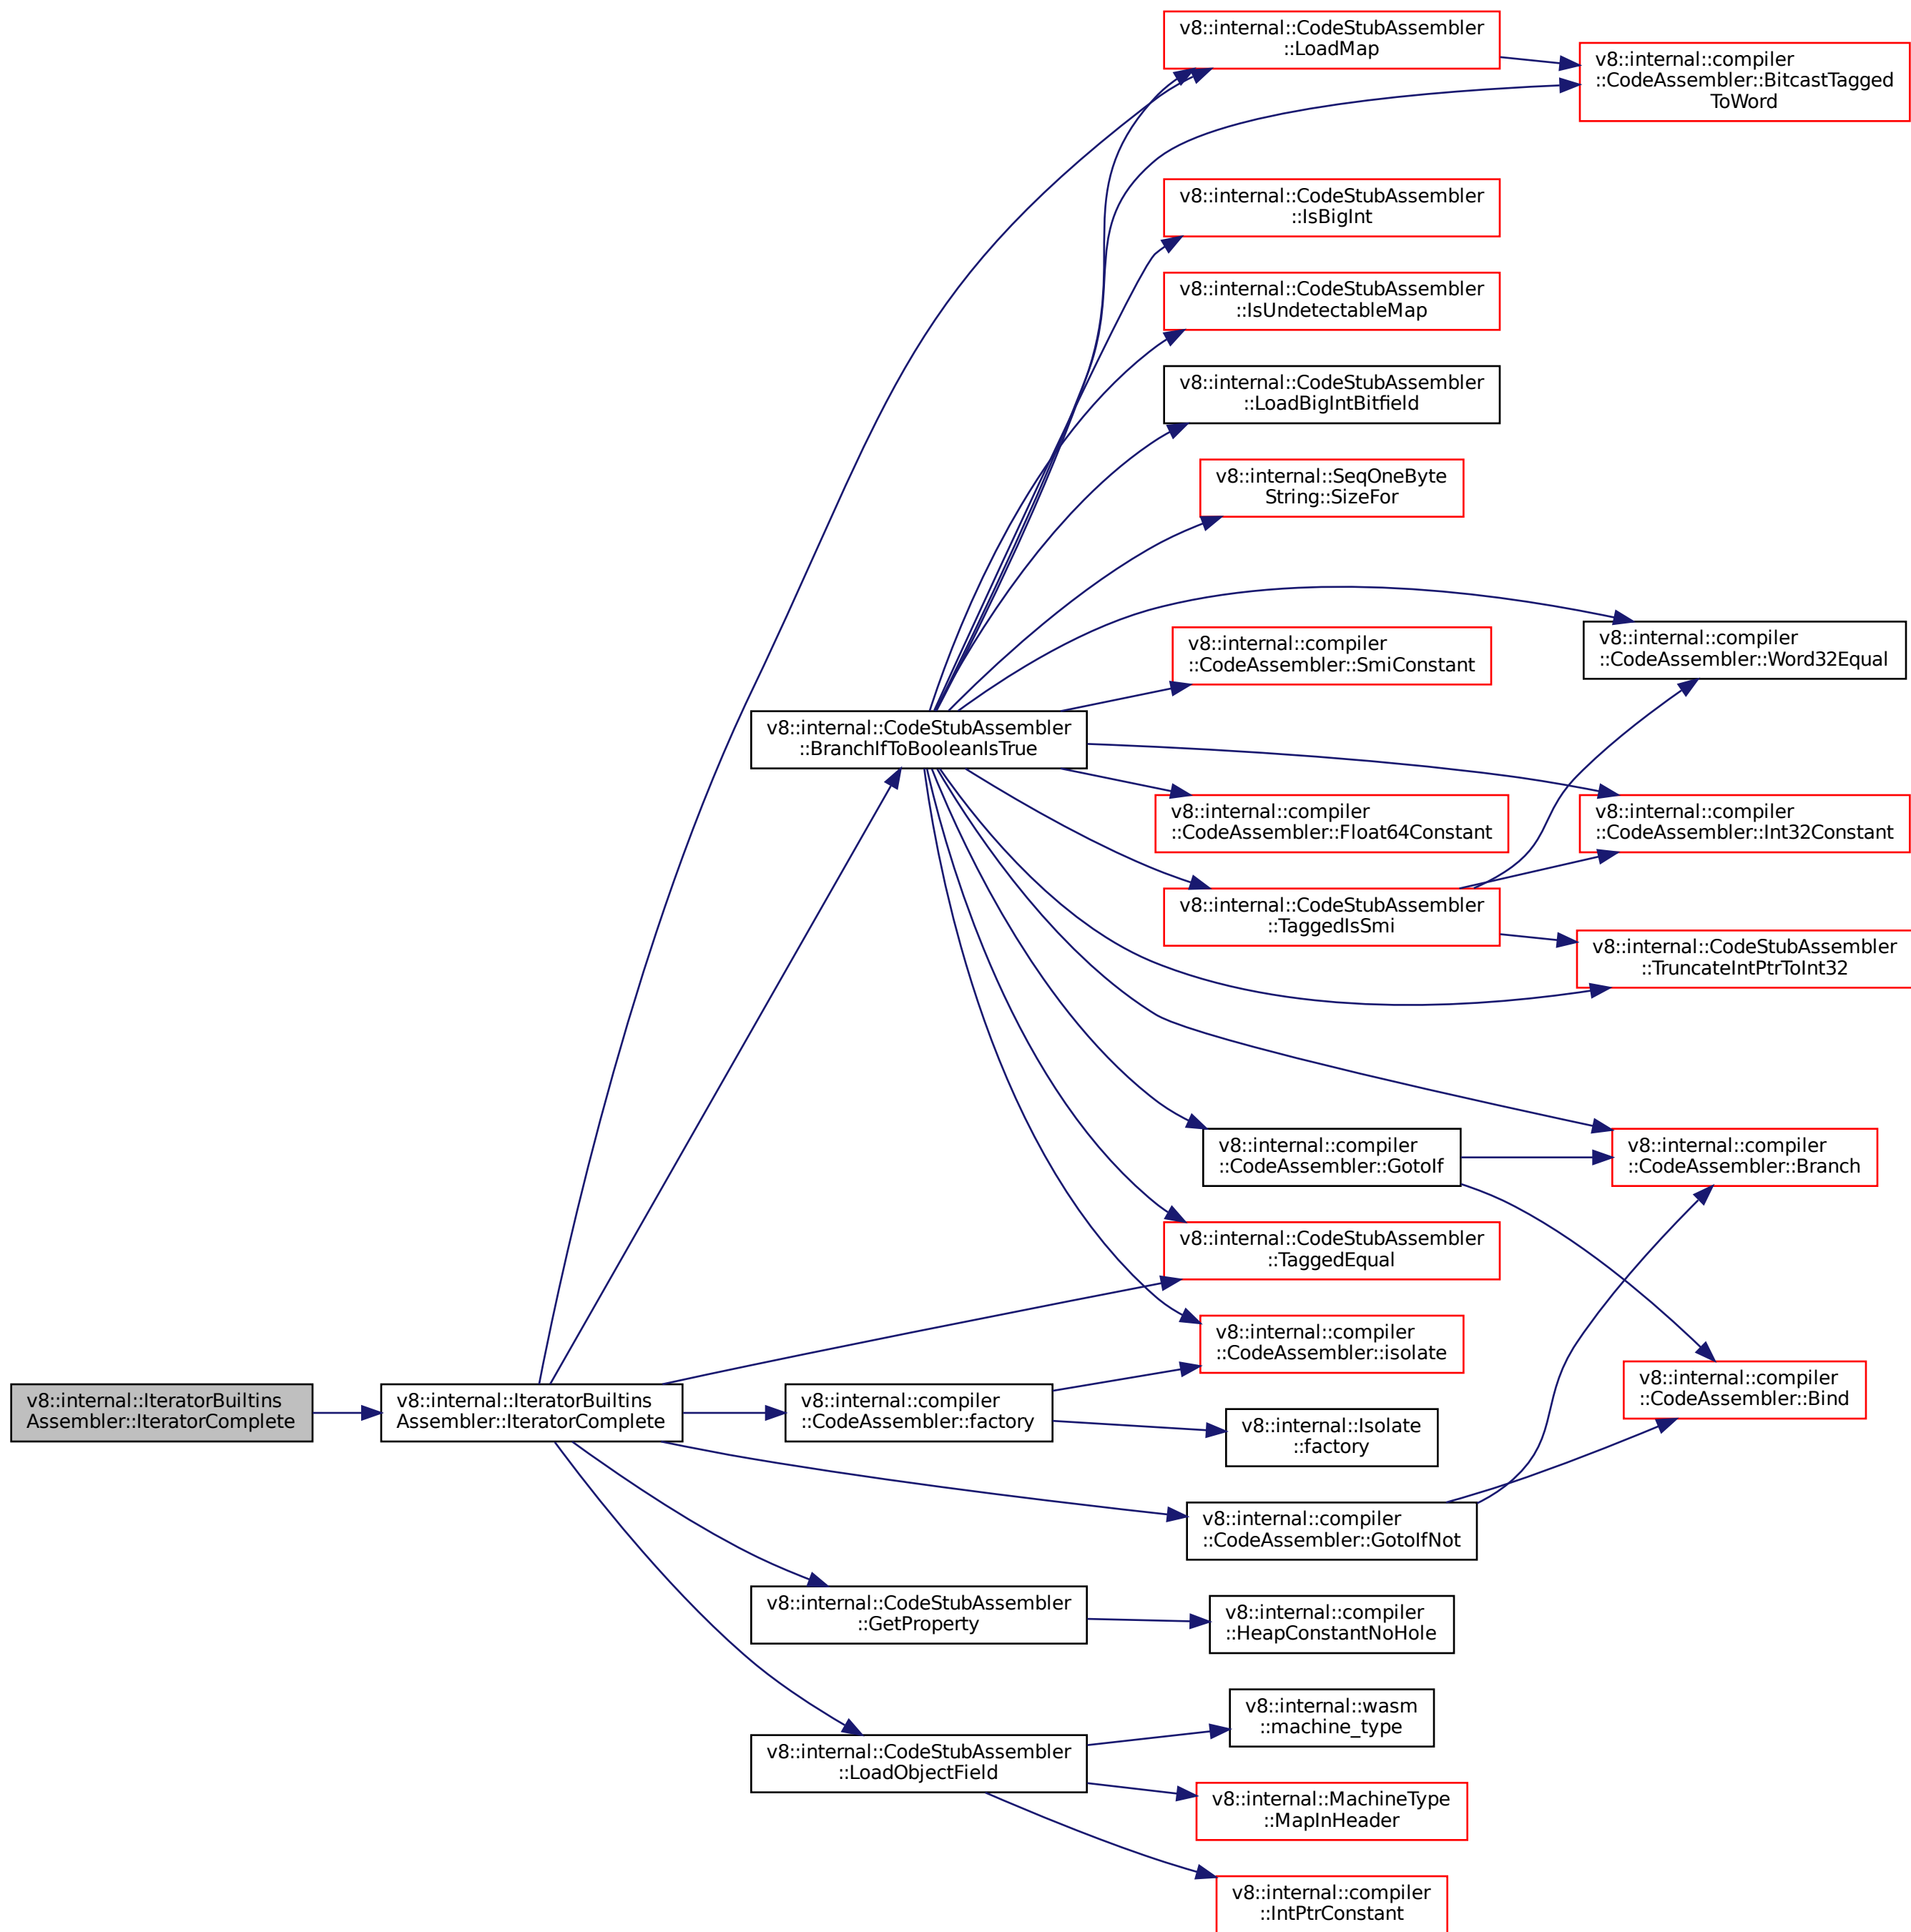 v8::internal::CodeStubAssembler
::LoadMap
v8::internal::compiler
::CodeAssembler::BitcastTagged
ToWord
v8::internal::CodeStubAssembler
::IsBigInt
v8::internal::CodeStubAssembler
::IsUndetectableMap
v8::internal::CodeStubAssembler
::LoadBigIntBitfield
v8::internal::SeqOneByte
String::SizeFor
v8::internal::compiler
::CodeAssembler::SmiConstant
v8::internal::compiler
::CodeAssembler::Word32Equal
v8::internal::CodeStubAssembler
::BranchIfToBooleanIsTrue
v8::internal::compiler
::CodeAssembler::Float64Constant
v8::internal::compiler
::CodeAssembler::Int32Constant
v8::internal::CodeStubAssembler
::TaggedIsSmi
v8::internal::CodeStubAssembler
::TruncateIntPtrToInt32
v8::internal::compiler
::CodeAssembler::GotoIf
v8::internal::compiler
::CodeAssembler::Branch
v8::internal::CodeStubAssembler
::TaggedEqual
v8::internal::compiler
::CodeAssembler::isolate
v8::internal::compiler
::CodeAssembler::Bind
v8::internal::IteratorBuiltins
Assembler::IteratorComplete
v8::internal::IteratorBuiltins
Assembler::IteratorComplete
v8::internal::compiler
::CodeAssembler::factory
v8::internal::Isolate
::factory
v8::internal::compiler
::CodeAssembler::GotoIfNot
v8::internal::CodeStubAssembler
::GetProperty
v8::internal::compiler
::HeapConstantNoHole
v8::internal::wasm
::machine_type
v8::internal::CodeStubAssembler
::LoadObjectField
v8::internal::MachineType
::MapInHeader
v8::internal::compiler
::IntPtrConstant